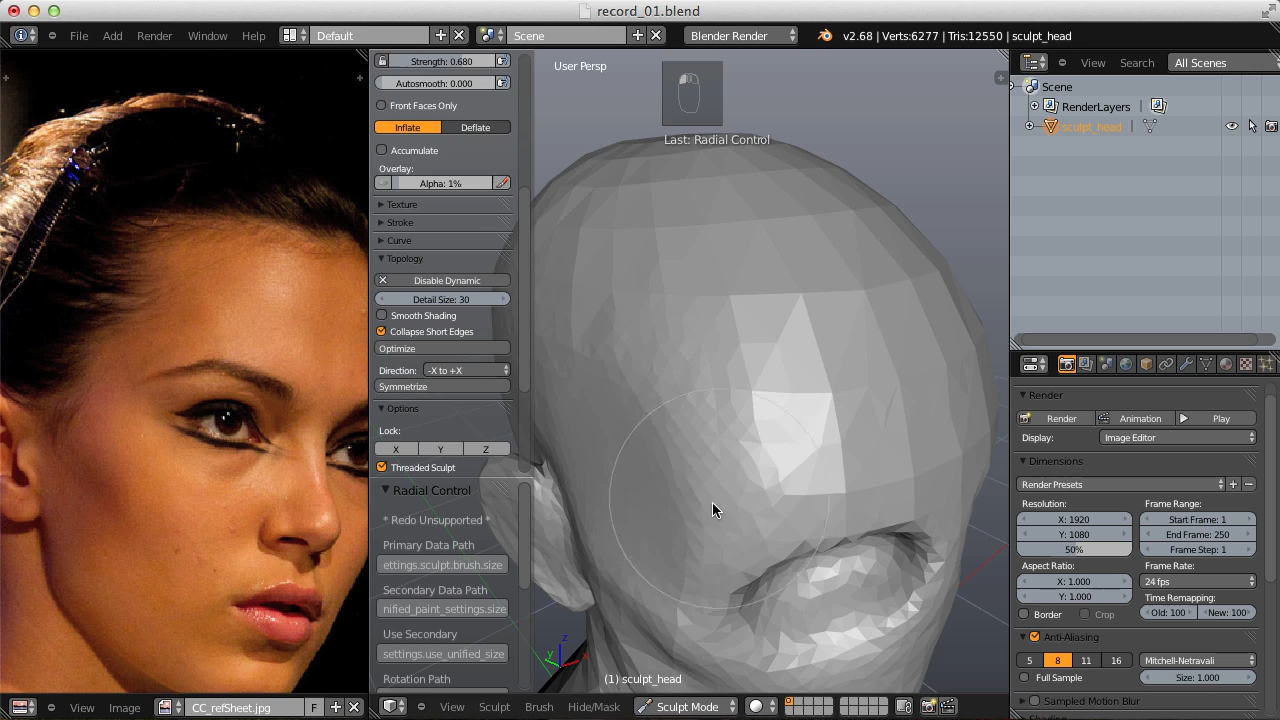 record_01.blend
File Add Render Window Help Default Scene Blender Render v2.68 | Verts:6277 | Tris:12550 | sculpt_head
Strength: 0.680
Autosmooth: 0.000
Front Faces Only
Inflate Deflate
Accumulate
Overlay:
Alpha: 1%
Texture
Stroke
Curve
Topology
Disable Dynamic
Detail Size: 30
Smooth Shading
Collapse Short Edges
Optimize
Direction: -X to +X
Symmetrize
Options
Lock:
X Y Z
Threaded Sculpt
Radial Control
* Redo Unsupported *
Primary Data Path
ettings.sculpt.brush.size
Secondary Data Path
nified_paint_settings.size
Use Secondary
settings.use_unified_size
Rotation Path
User Persp
Last: Radial Control
z
y
(1) sculpt_head
View Search All Scenes
Scene
RenderLayers |
sculpt_head |
Render
Render Animation Play
Display: Image Editor
Dimensions
Render Presets
Resolution: Frame Range:
X: 1920 Start Frame: 1
Y: 1080 End Frame: 250
50% Frame Step: 1
Aspect Ratio: Frame Rate:
X: 1.000 24 fps
Y: 1.000 Time Remapping:
Border Crop Old: 100 New: 100
Anti-Aliasing
5 8 11 16 Mitchell-Netravali
Full Sample Size: 1.000
Sampled Motion Blur
View Image CC_refSheet.jpg F
View Sculpt Brush Hide/Mask Sculpt Mode